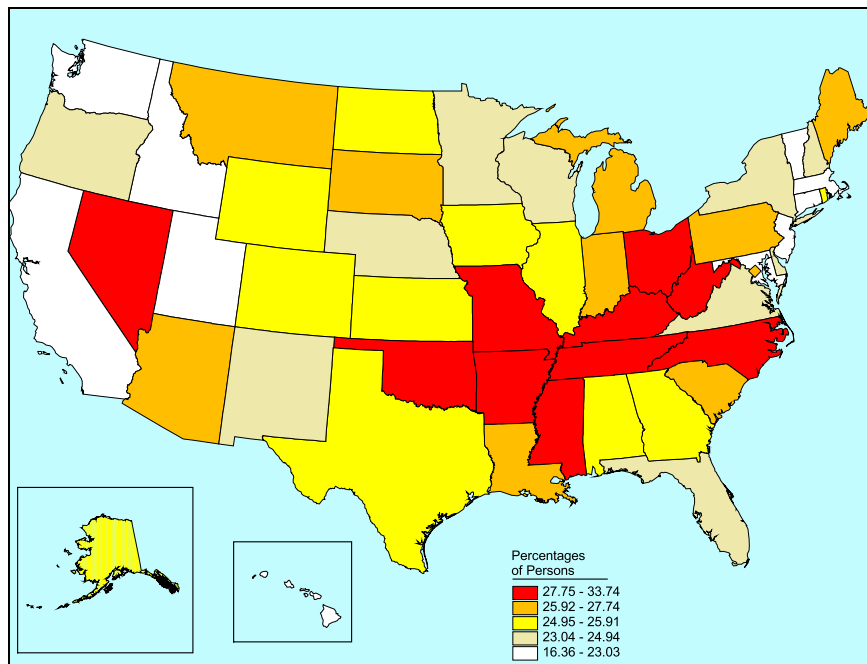 Percentages
of Persons
27.75 - 33.74
25.92 - 27.74
24.95 - 25.91
23.04 - 24.94
16.36 - 23.03